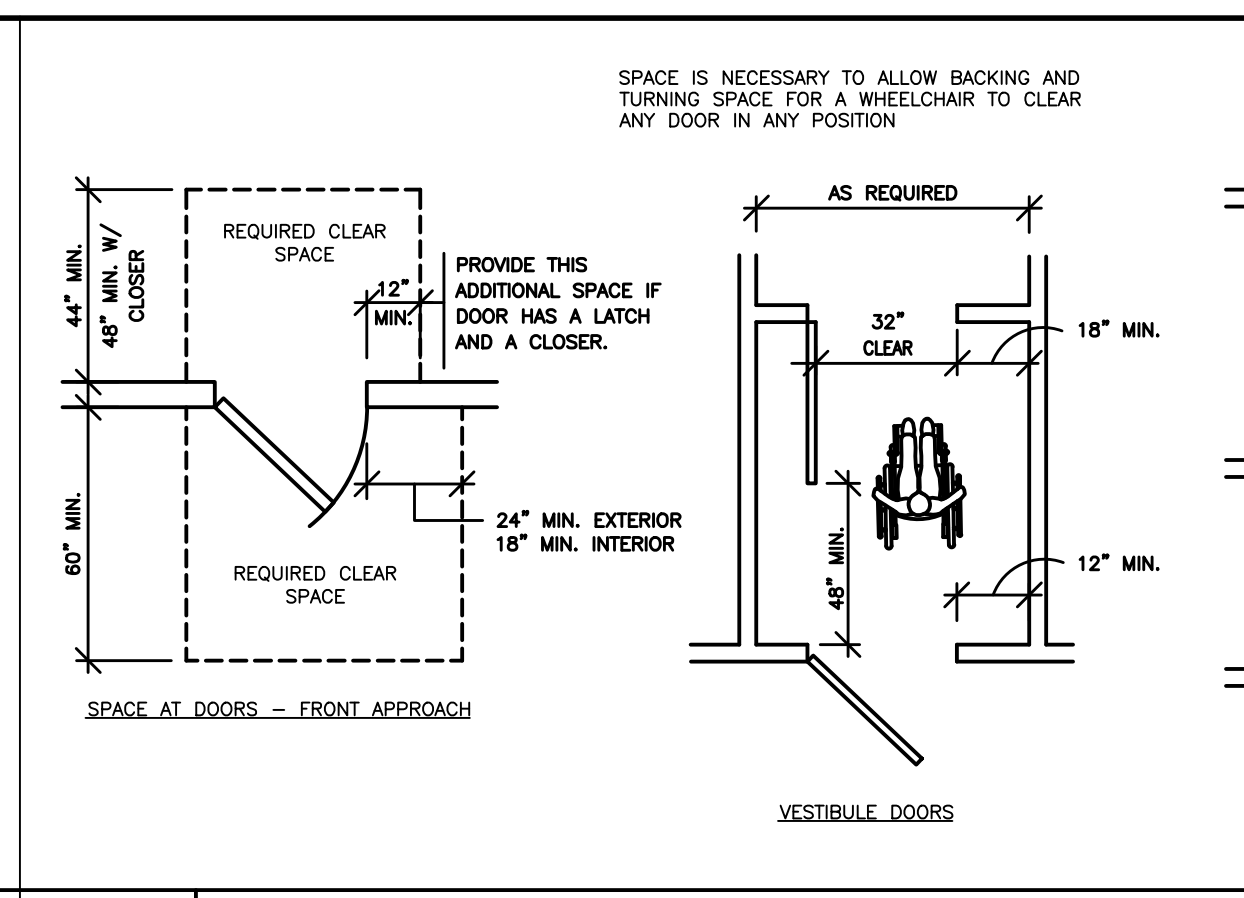 SPACE IS NECESSARY TO ALLOW BACKING AND
TURNING SPACE FOR A WHEELCHAIR TO CLEAR
ANY DOOR IN ANY POSITION
44" MIN.
48" MIN. W/
CLOSER
REQUIRED CLEAR
SPACE
12"
MIN.
PROVIDE THIS
ADDITIONAL SPACE IF
DOOR HAS A LATCH
AND A CLOSER.
60" MIN.
24" MIN. EXTERIOR
18" MIN. INTERIOR
REQUIRED CLEAR
SPACE
SPACE AT DOORS – FRONT APPROACH
AS REQUIRED
32"
CLEAR
18" MIN.
48" MIN.
12" MIN.
VESTIBULE DOORS